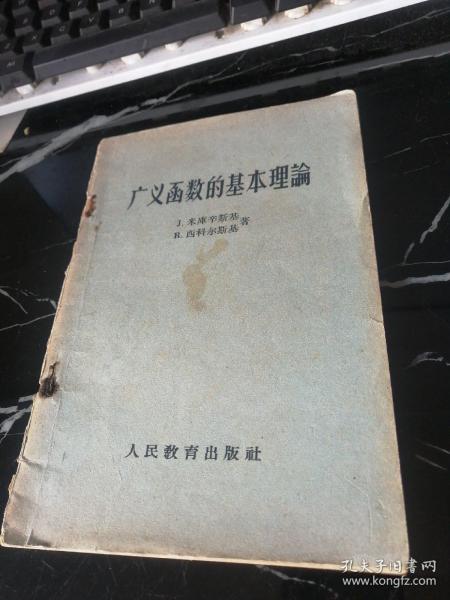 广义函数的基本理論
J. 米庫辛斯基
R. 西科尔斯基
著
人民教育出版社
孔夫子旧书网
www.kongfz.com